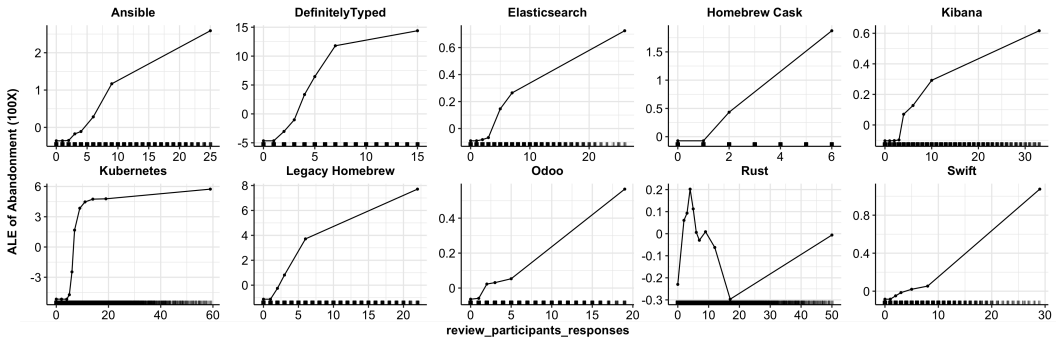 Ansible DefinitelyTyped Elasticsearch Homebrew Cask Kibana
2 1 0
15 10 5 0 -5
0.6 0.4 0.2 0
1.5 1 0.5 0
0.6 0.4 0.2 0
0 5 10 15 20 25
0 5 10 15
0 10 20
0 2 4 6
0 10 20 30
ALE of Abandonment (100X)
Kubernetes Legacy Homebrew Odoo Rust Swift
6 3 0 -3
8 6 4 2 0
0.4 0.2 0
0.2 0.1 0 -0.1 -0.2 -0.3
0.8 0.4 0
0 20 40 60
0 5 10 15 20
0 5 10 15 20
0 10 20 30 40 50
0 10 20 30
review_participants_responses